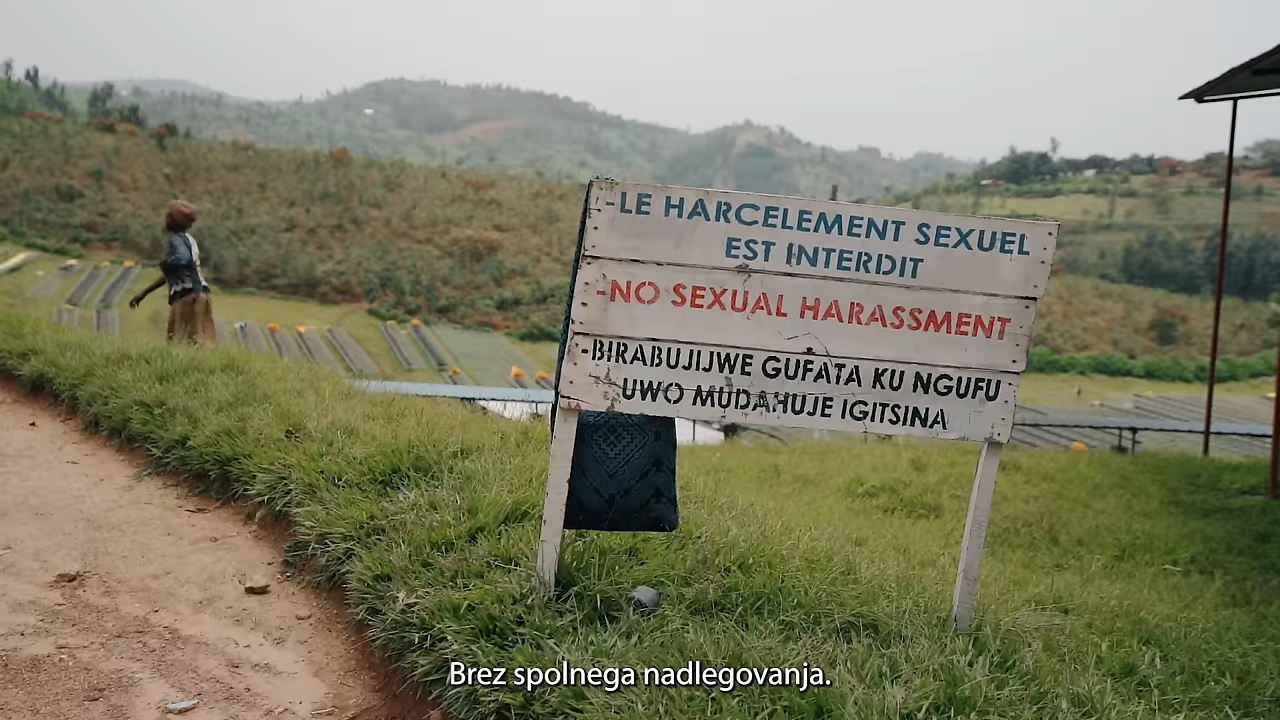 -LE HARCELEMENT SEXUEL
EST INTERDIT
-NO SEXUAL HARASSMENT
-BIRABUJIJWE GUFATA KU NGUFU
UWO MUDAHUJE IGITSINA
Brez spolnega nadlegovanja.